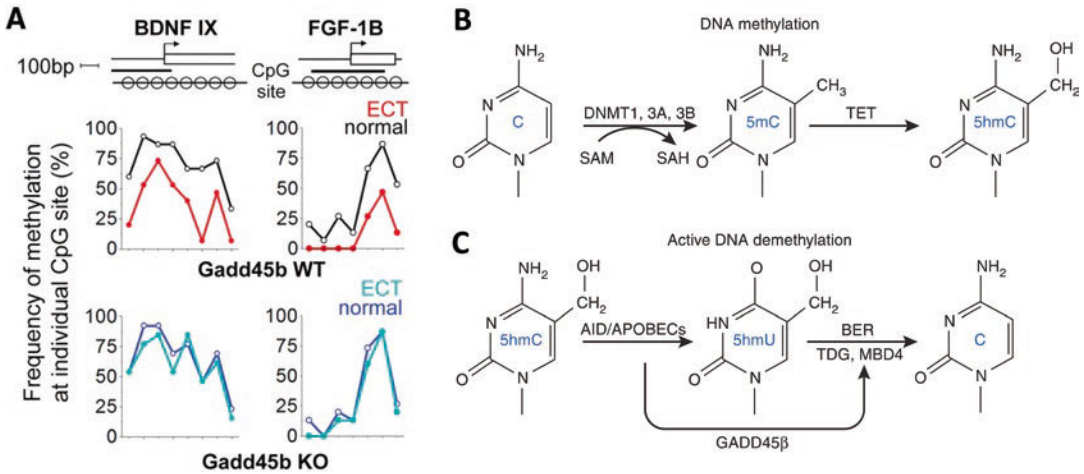 A
BDNF IX
FGF-1B
100bp
CpG
site
ECT
normal
100
75
50
25
0
100
75
50
25
0
Gadd45b WT
ECT
normal
100
75
50
25
0
100
75
50
25
0
Gadd45b KO
Frequency of methylation
at individual CpG site (%)
B
DNA methylation
NH2
N
C
O
N
DNMT1, 3A, 3B
SAM
SAH
NH2
CH3
N
5mC
O
N
TET
OH
NH2
CH2
N
5hmC
O
N
C
Active DNA demethylation
OH
NH2
CH2
N
5hmC
O
N
AID/APOBECs
OH
O
CH2
HN
5hmU
O
N
BER
TDG, MBD4
NH2
N
C
O
N
GADD45β